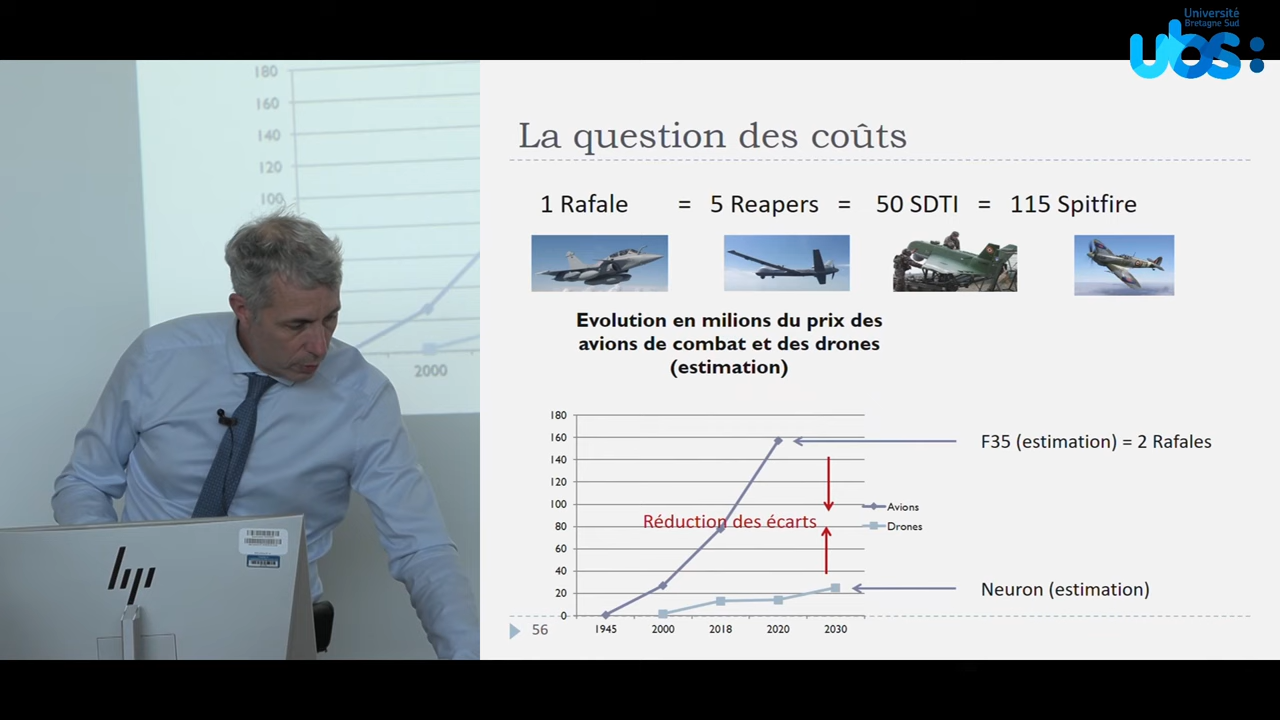 Université
Bretagne Sud
ubs:
180
160
140
120
100
2000
hp
La question des coûts
1 Rafale = 5 Reapers = 50 SDTI = 115 Spitfire
Evolution en milions du prix des
avions de combat et des drones
(estimation)
180
160
140
120
100
80
60
40
20
0
1945 2000 2018 2020 2030
Réduction des écarts
Avions
Drones
F35 (estimation) = 2 Rafales
Neuron (estimation)
56